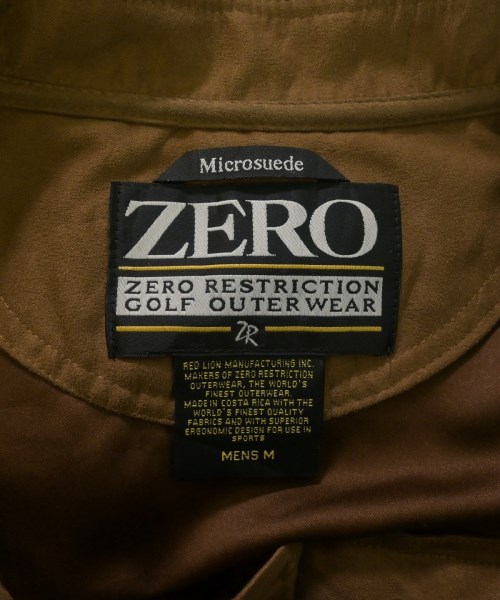 Microsuede
ZERO
ZERO RESTRICTION
GOLF OUTERWEAR
ZR
RED LION MANUFACTURING INC.
MAKERS OF ZERO RESTRICTION
OUTERWEAR, THE WORLD'S
FINEST OUTERWEAR.
MADE IN COSTA RICA WITH THE
WORLD'S FINEST QUALITY
FABRICS AND WITH SUPERIOR
ERGONOMIC DESIGN FOR USE IN
SPORTS
MENS M